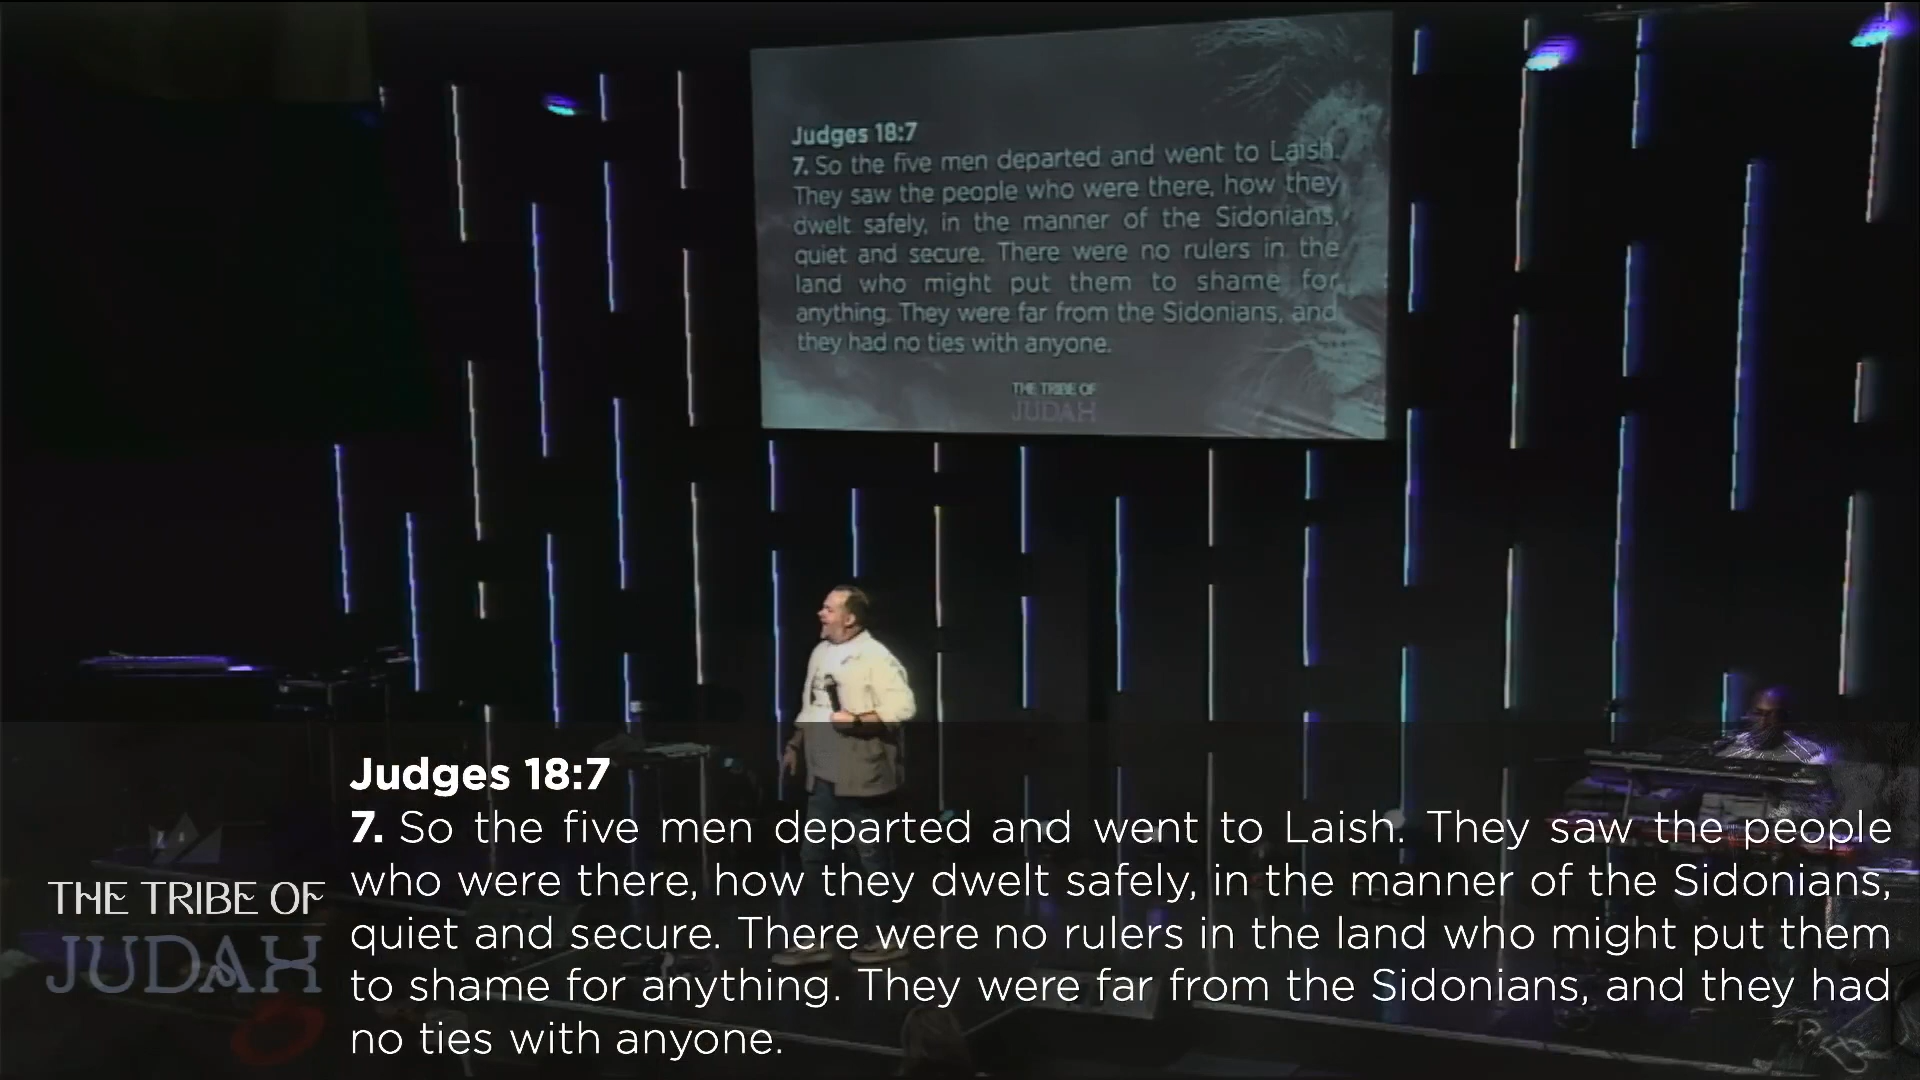 Judges 18:7
7. So the five men departed and went to Laish.
They saw the people who were there, how they
dwelt safely, in the manner of the Sidonians,
quiet and secure. There were no rulers in the
land who might put them to shame for
anything. They were far from the Sidonians, and
they had no ties with anyone.
THE TRIBE OF
JUDAH
Judges 18:7
7. So the five men departed and went to Laish. They saw the people
who were there, how they dwelt safely, in the manner of the Sidonians,
quiet and secure. There were no rulers in the land who might put them
to shame for anything. They were far from the Sidonians, and they had
no ties with anyone.
THE TRIBE OF
JUDAH